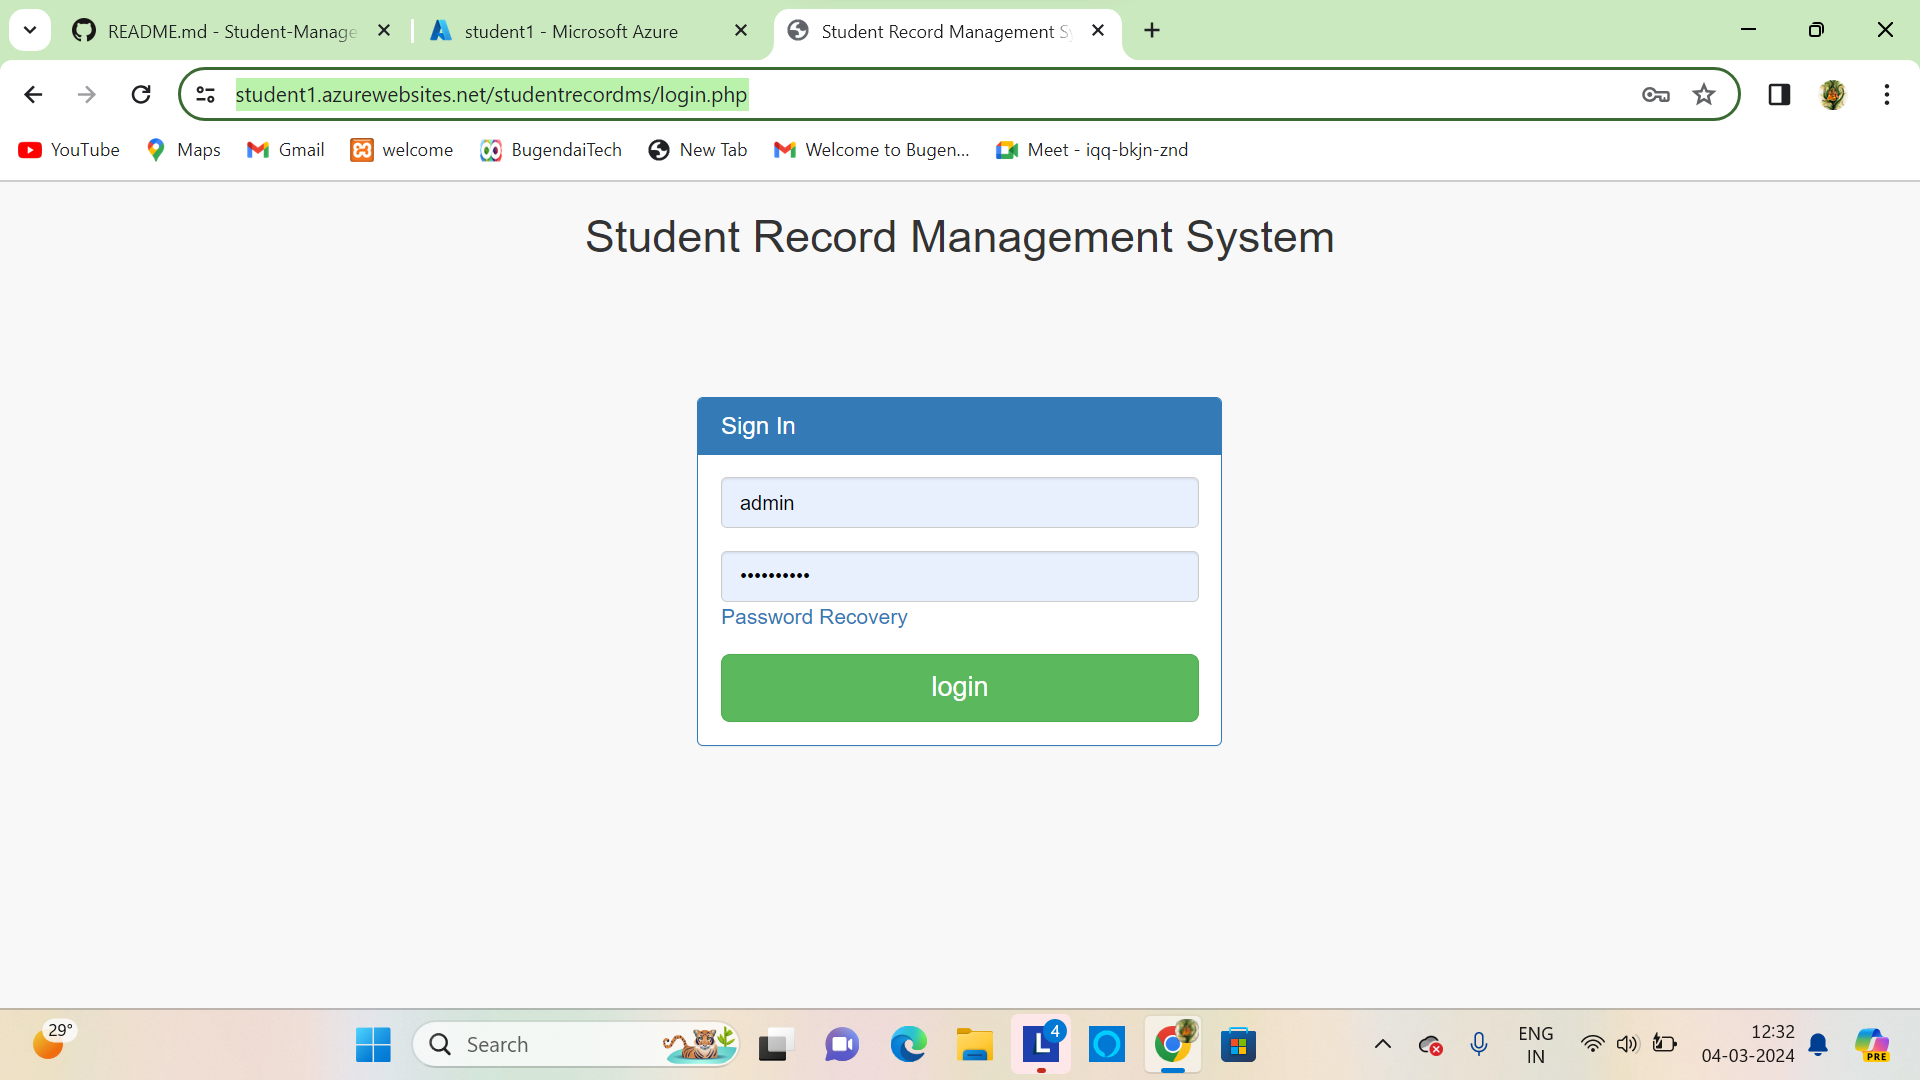 README.md - Student-Manage
student1 - Microsoft Azure
Student Record Management S
student1.azurewebsites.net/studentrecordms/login.php
YouTube
Maps
Gmail
welcome
BugendaiTech
New Tab
Welcome to Bugen...
Meet - iqq-bkjn-znd
Student Record Management System
Sign In
admin
••••••••••
Password Recovery
login
29°
Search
L
4
ENG
IN
12:32
04-03-2024
PRE